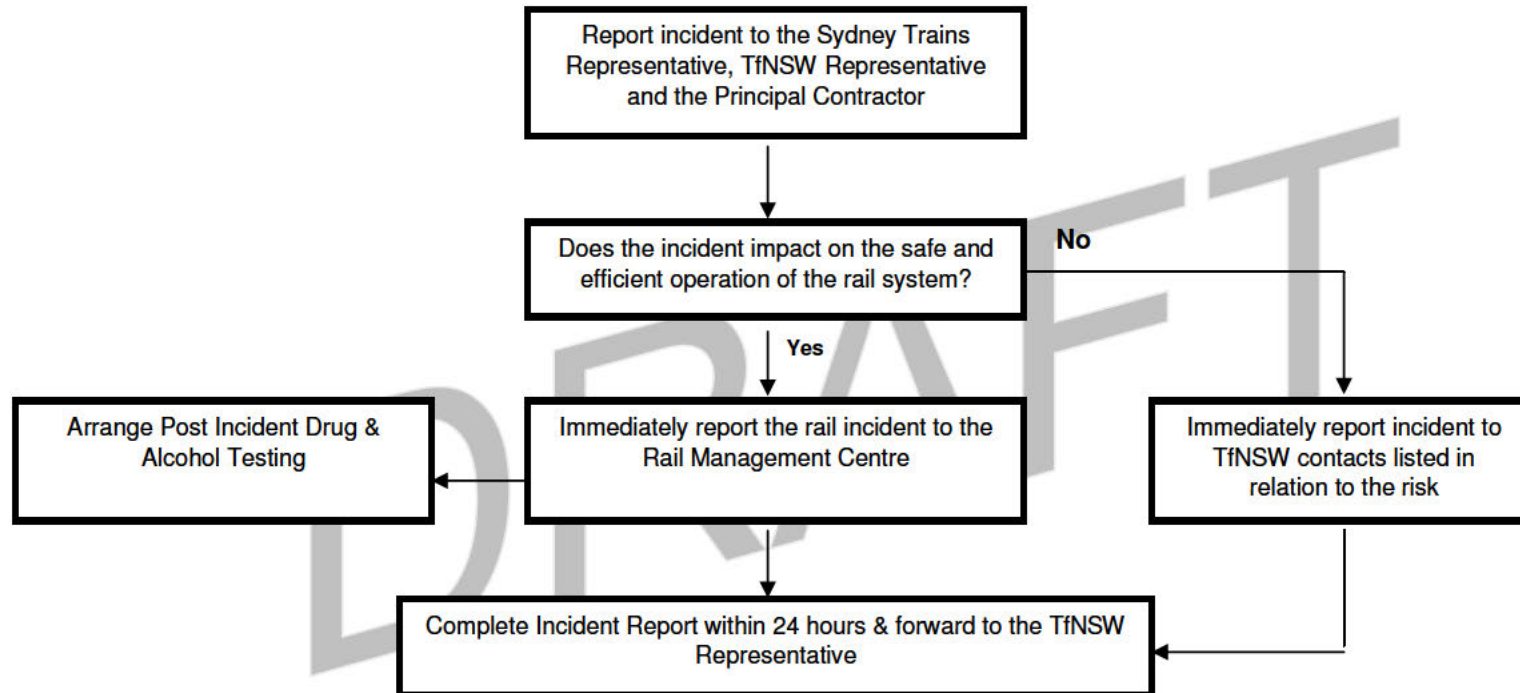 Report incident to the Sydney Trains
Representative, TfNSW Representative
and the Principal Contractor
Does the incident impact on the safe and
efficient operation of the rail system?
No
Yes
Arrange Post Incident Drug &
Alcohol Testing
Immediately report the rail incident to the
Rail Management Centre
Immediately report incident to
TfNSW contacts listed in
relation to the risk
Complete Incident Report within 24 hours & forward to the TfNSW
Representative
DRAFT